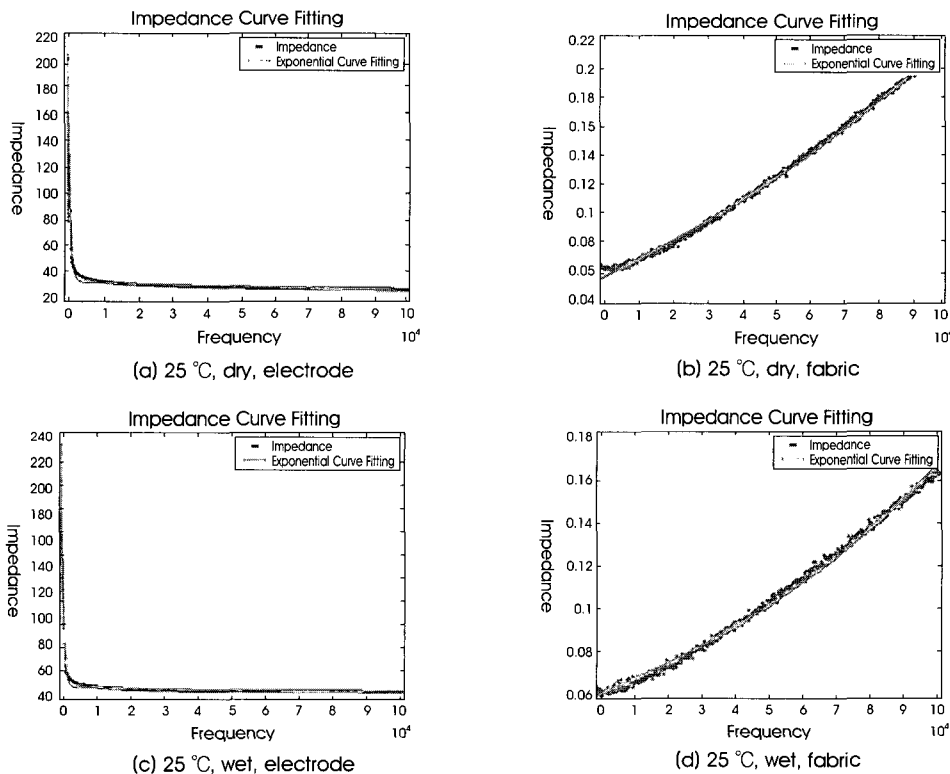 Impedance Curve Fitting
220
200
180
160
140
120
100
80
60
40
20
Impedance
Impedance
Exponential Curve Fitting
0 1 2 3 4 5 6 7 8 9 10
Frequency
10⁴
(a) 25 ℃, dry, electrode
Impedance Curve Fitting
0.22
0.2
0.18
0.16
0.14
0.12
0.1
0.08
0.05
0.04
Impedance
Impedance
Exponential Curve Fitting
0 1 2 3 4 5 6 7 8 9 10
Frequency
(b) 25 ℃, dry, fabric
Impedance Curve Fitting
240
220
200
180
160
140
120
100
80
60
40
Impedance
Impedance
Exponential Curve Fitting
0 1 2 3 4 5 6 7 8 9 10
Frequency
10⁴
(c) 25 ℃, wet, electrode
Impedance Curve Fitting
0.18
0.16
0.14
0.12
0.1
0.08
0.06
Impedance
Impedance
Exponential Curve Fitting
0 1 2 3 4 5 6 7 8 9 10
Frequency
10⁴
(d) 25 ℃, wet, fabric